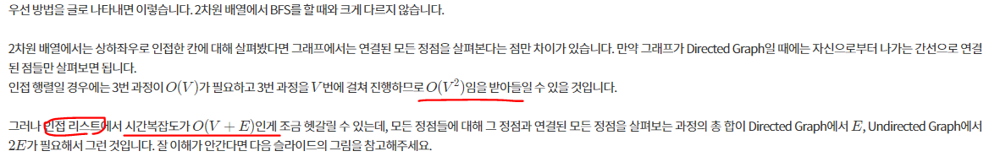 우선 방법을 글로 나타내면 이렇습니다. 2차원 배열에서 BFS를 할 때와 크게 다르지 않습니다.
2차원 배열에서는 상하좌우로 인접한 칸에 대해 살펴봤다면 그래프에서는 연결된 모든 정점을 살펴본다는 점만 차이가 있습니다. 만약 그래프가 Directed Graph일 때에는 자신으로부터 나가는 간선으로 연결
된 점들만 살펴보면 됩니다.
인접 행렬일 경우에는 3번 과정이 O(V)가 필요하고 3번 과정을 V번에 걸쳐 진행하므로 O(V²)임을 받아들일 수 있을 것입니다.
그러나 인접 리스트에서 시간복잡도가 O(V + E)인게 조금 헷갈릴 수 있는데, 모든 정점들에 대해 그 정점과 연결된 모든 정점을 살펴보는 과정의 총 합이 Directed Graph에서 E, Undirected Graph에서
2E가 필요해서 그런 것입니다. 잘 이해가 안간다면 다음 슬라이드의 그림을 참고해주세요.